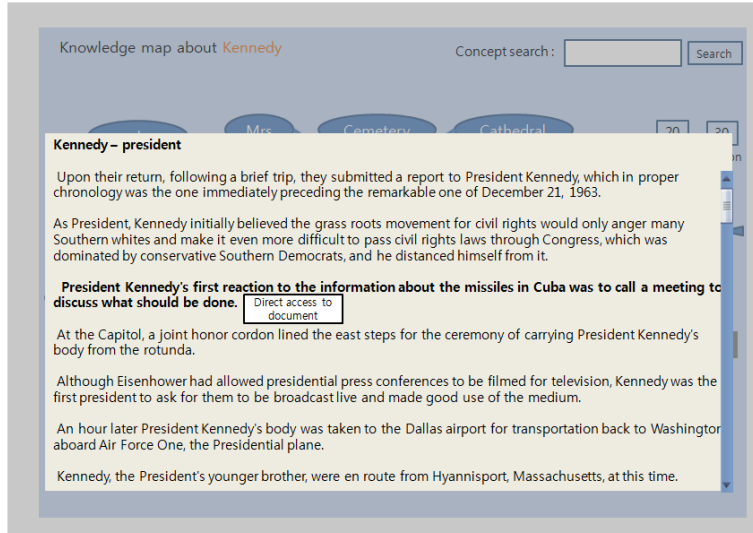 Knowledge map about Kennedy
Concept search :
Search
Mrs
Cemetery
Cathedral
20
20
Kennedy – president
Upon their return, following a brief trip, they submitted a report to President Kennedy, which in proper
chronology was the one immediately preceding the remarkable one of December 21, 1963.
As President, Kennedy initially believed the grass roots movement for civil rights would only anger many
Southern whites and make it even more difficult to pass civil rights laws through Congress, which was
dominated by conservative Southern Democrats, and he distanced himself from it.
President Kennedy's first reaction to the information about the missiles in Cuba was to call a meeting to
discuss what should be done.
Direct access to
document
At the Capitol, a joint honor cordon lined the east steps for the ceremony of carrying President Kennedy's
body from the rotunda.
Although Eisenhower had allowed presidential press conferences to be filmed for television, Kennedy was the
first president to ask for them to be broadcast live and made good use of the medium.
An hour later President Kennedy's body was taken to the Dallas airport for transportation back to Washington
aboard Air Force One, the Presidential plane.
Kennedy, the President's younger brother, were en route from Hyannisport, Massachusetts, at this time.